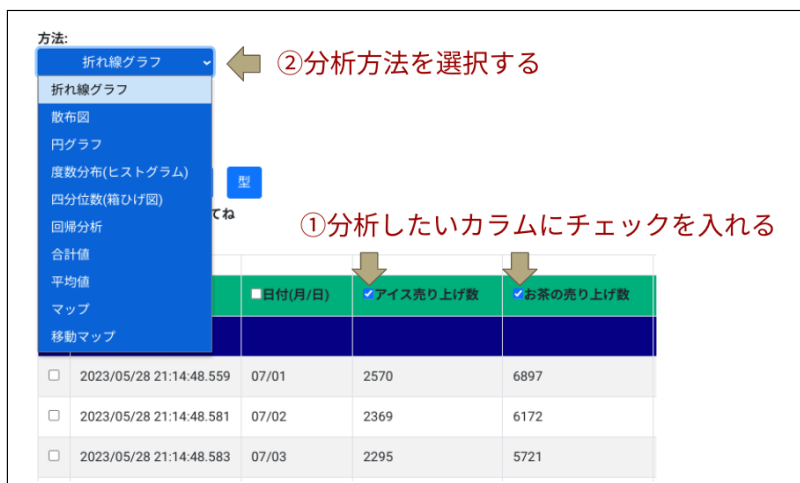 方法:
折れ線グラフ
②分析方法を選択する
折れ線グラフ
散布図
円グラフ
度数分布(ヒストグラム)
四分位数(箱ひげ図)
回帰分析
合計値
平均値
マップ
移動マップ
型
てね
①分析したいカラムにチェックを入れる
日付(月/日) アイス売り上げ数 お茶の売り上げ数
2023/05/28 21:14:48.559 07/01 2570 6897
2023/05/28 21:14:48.581 07/02 2369 6172
2023/05/28 21:14:48.583 07/03 2295 5721